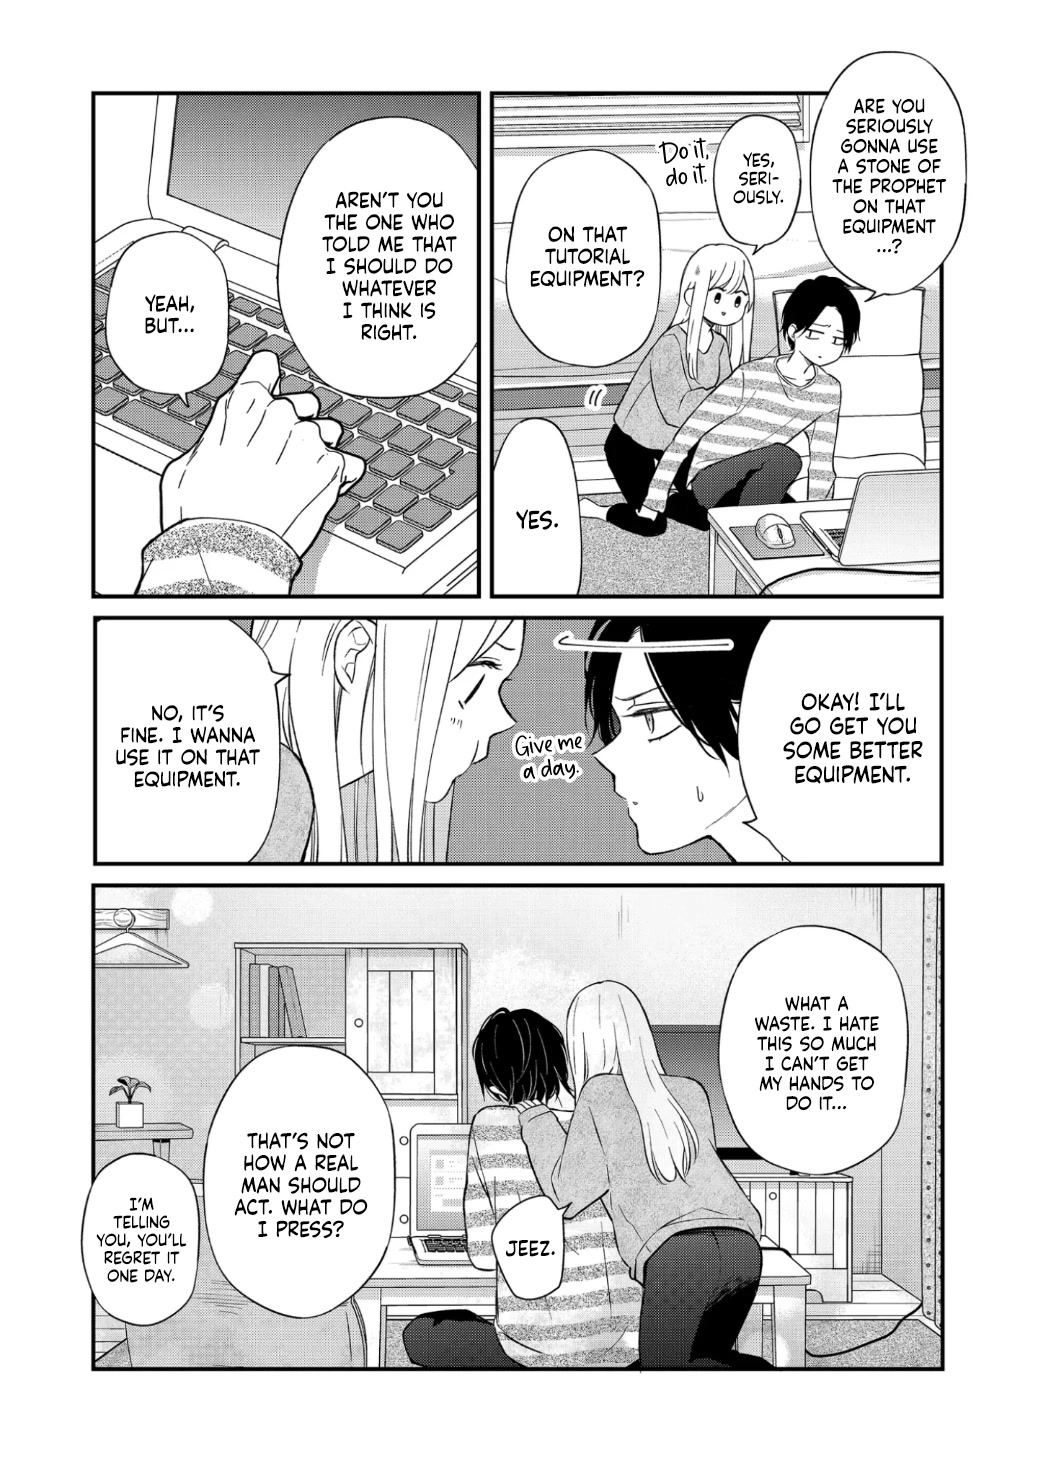 ARE YOU
SERIOUSLY
GONNA USE
A STONE OF
THE PROPHET
ON THAT
EQUIPMENT
...?
YES,
SERI-
OUSLY.
Do it,
do it.
ON THAT
TUTORIAL
EQUIPMENT?
YES.
AREN'T YOU
THE ONE WHO
TOLD ME THAT
I SHOULD DO
WHATEVER
I THINK IS
RIGHT.
YEAH,
BUT...
OKAY! I'LL
GO GET YOU
SOME BETTER
EQUIPMENT.
Give me
a day.
NO, IT'S
FINE. I WANNA
USE IT ON THAT
EQUIPMENT.
WHAT A
WASTE. I HATE
THIS SO MUCH
I CAN'T GET
MY HANDS TO
DO IT...
JEEZ.
THAT'S NOT
HOW A REAL
MAN SHOULD
ACT. WHAT DO
I PRESS?
I'M
TELLING
YOU, YOU'LL
REGRET IT
ONE DAY.